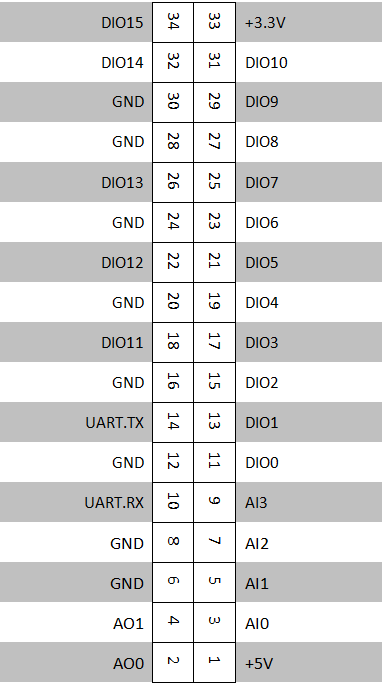 DIO15 34 33 +3.3V
DIO14 32 31 DIO10
GND 30 29 DIO9
GND 28 27 DIO8
DIO13 26 25 DIO7
GND 24 23 DIO6
DIO12 22 21 DIO5
GND 20 19 DIO4
DIO11 18 17 DIO3
GND 16 15 DIO2
UART.TX 14 13 DIO1
GND 12 11 DIO0
UART.RX 10 9 AI3
GND 8 7 AI2
GND 6 5 AI1
AO1 4 3 AI0
AO0 2 1 +5V